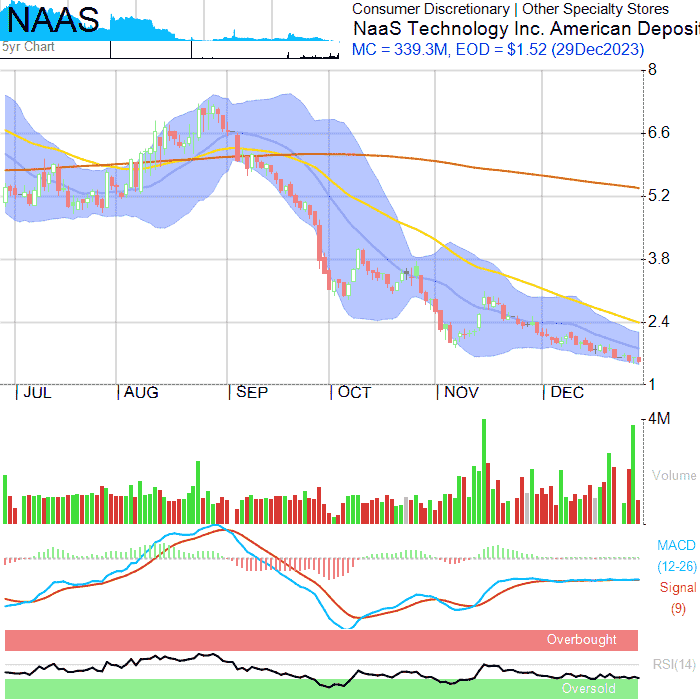 NAAS
Consumer Discretionary | Other Specialty Stores
NaaS Technology Inc. American Deposi
MC = 339.3M, EOD = $1.52 (29Dec2023)
5yr Chart
8
6.6
5.2
3.8
2.4
1
JUL AUG SEP OCT NOV DEC
4M
Volume
MACD
(12-26)
Signal
(9)
Overbought
RSI(14)
Oversold